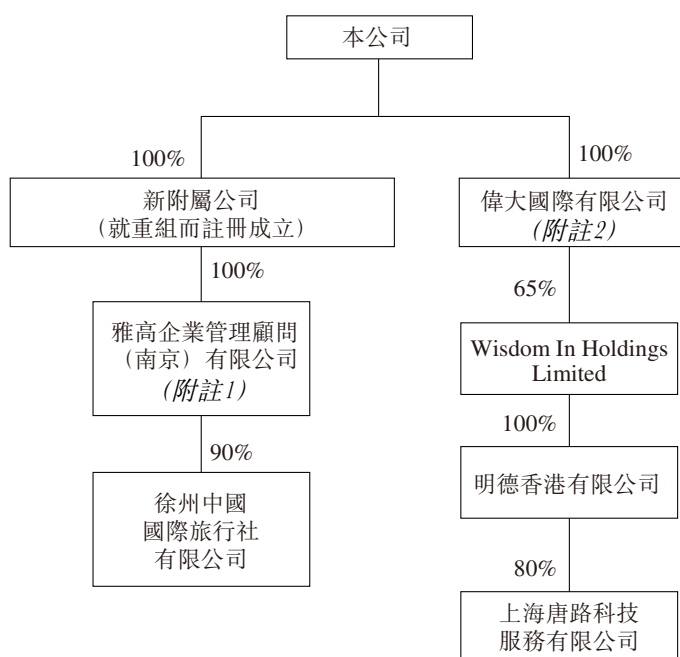 本公司
100%
100%
新附屬公司
（就重組而註冊成立）
偉大國際有限公司
（附註2）
100%
65%
雅高企業管理顧問
（南京）有限公司
（附註1）
Wisdom In Holdings
Limited
90%
100%
徐州中國
國際旅行社
有限公司
明德香港有限公司
80%
上海唐路科技
服務有限公司